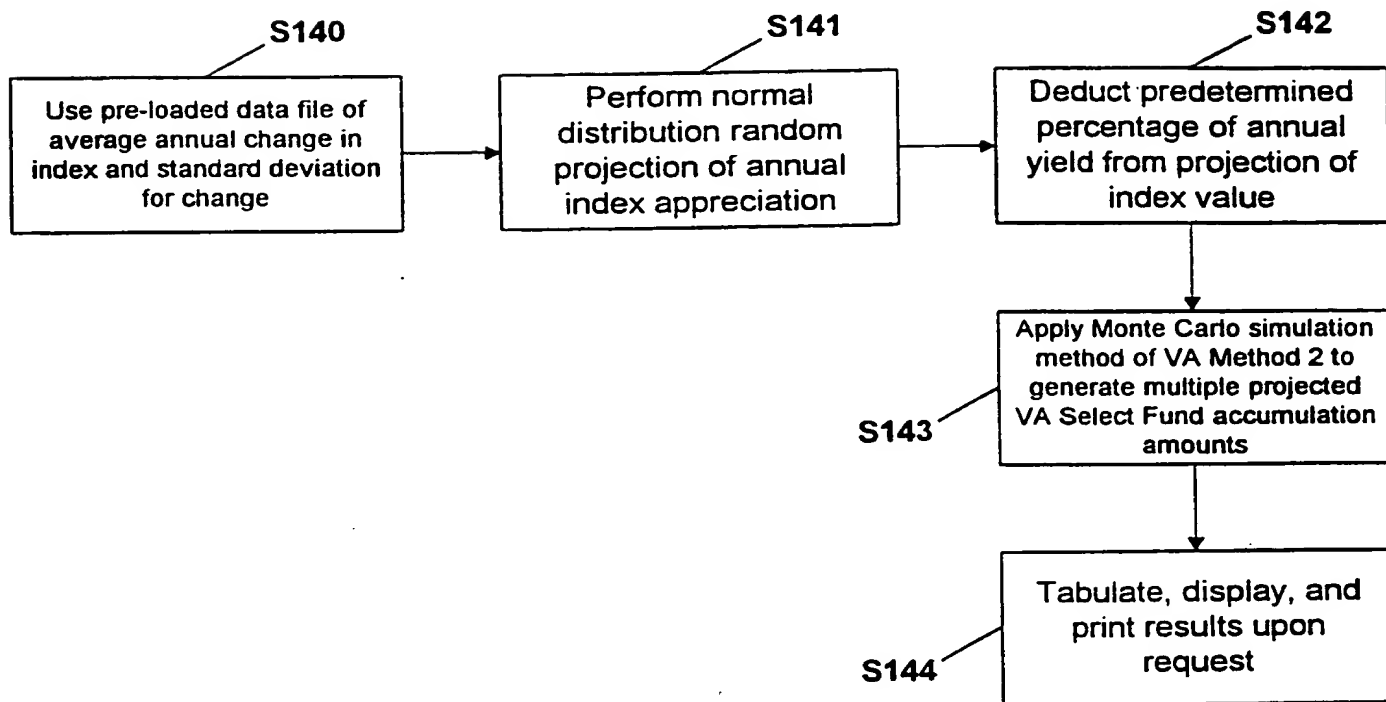 S140
Use pre-loaded data file of
average annual change in
index and standard deviation
for change
S141
Perform normal
distribution random
projection of annual
index appreciation
S142
Deduct predetermined
percentage of annual
yield from projection of
index value
S143
Apply Monte Carlo simulation
method of VA Method 2 to
generate multiple projected
VA Select Fund accumulation
amounts
S144
Tabulate, display, and
print results upon
request